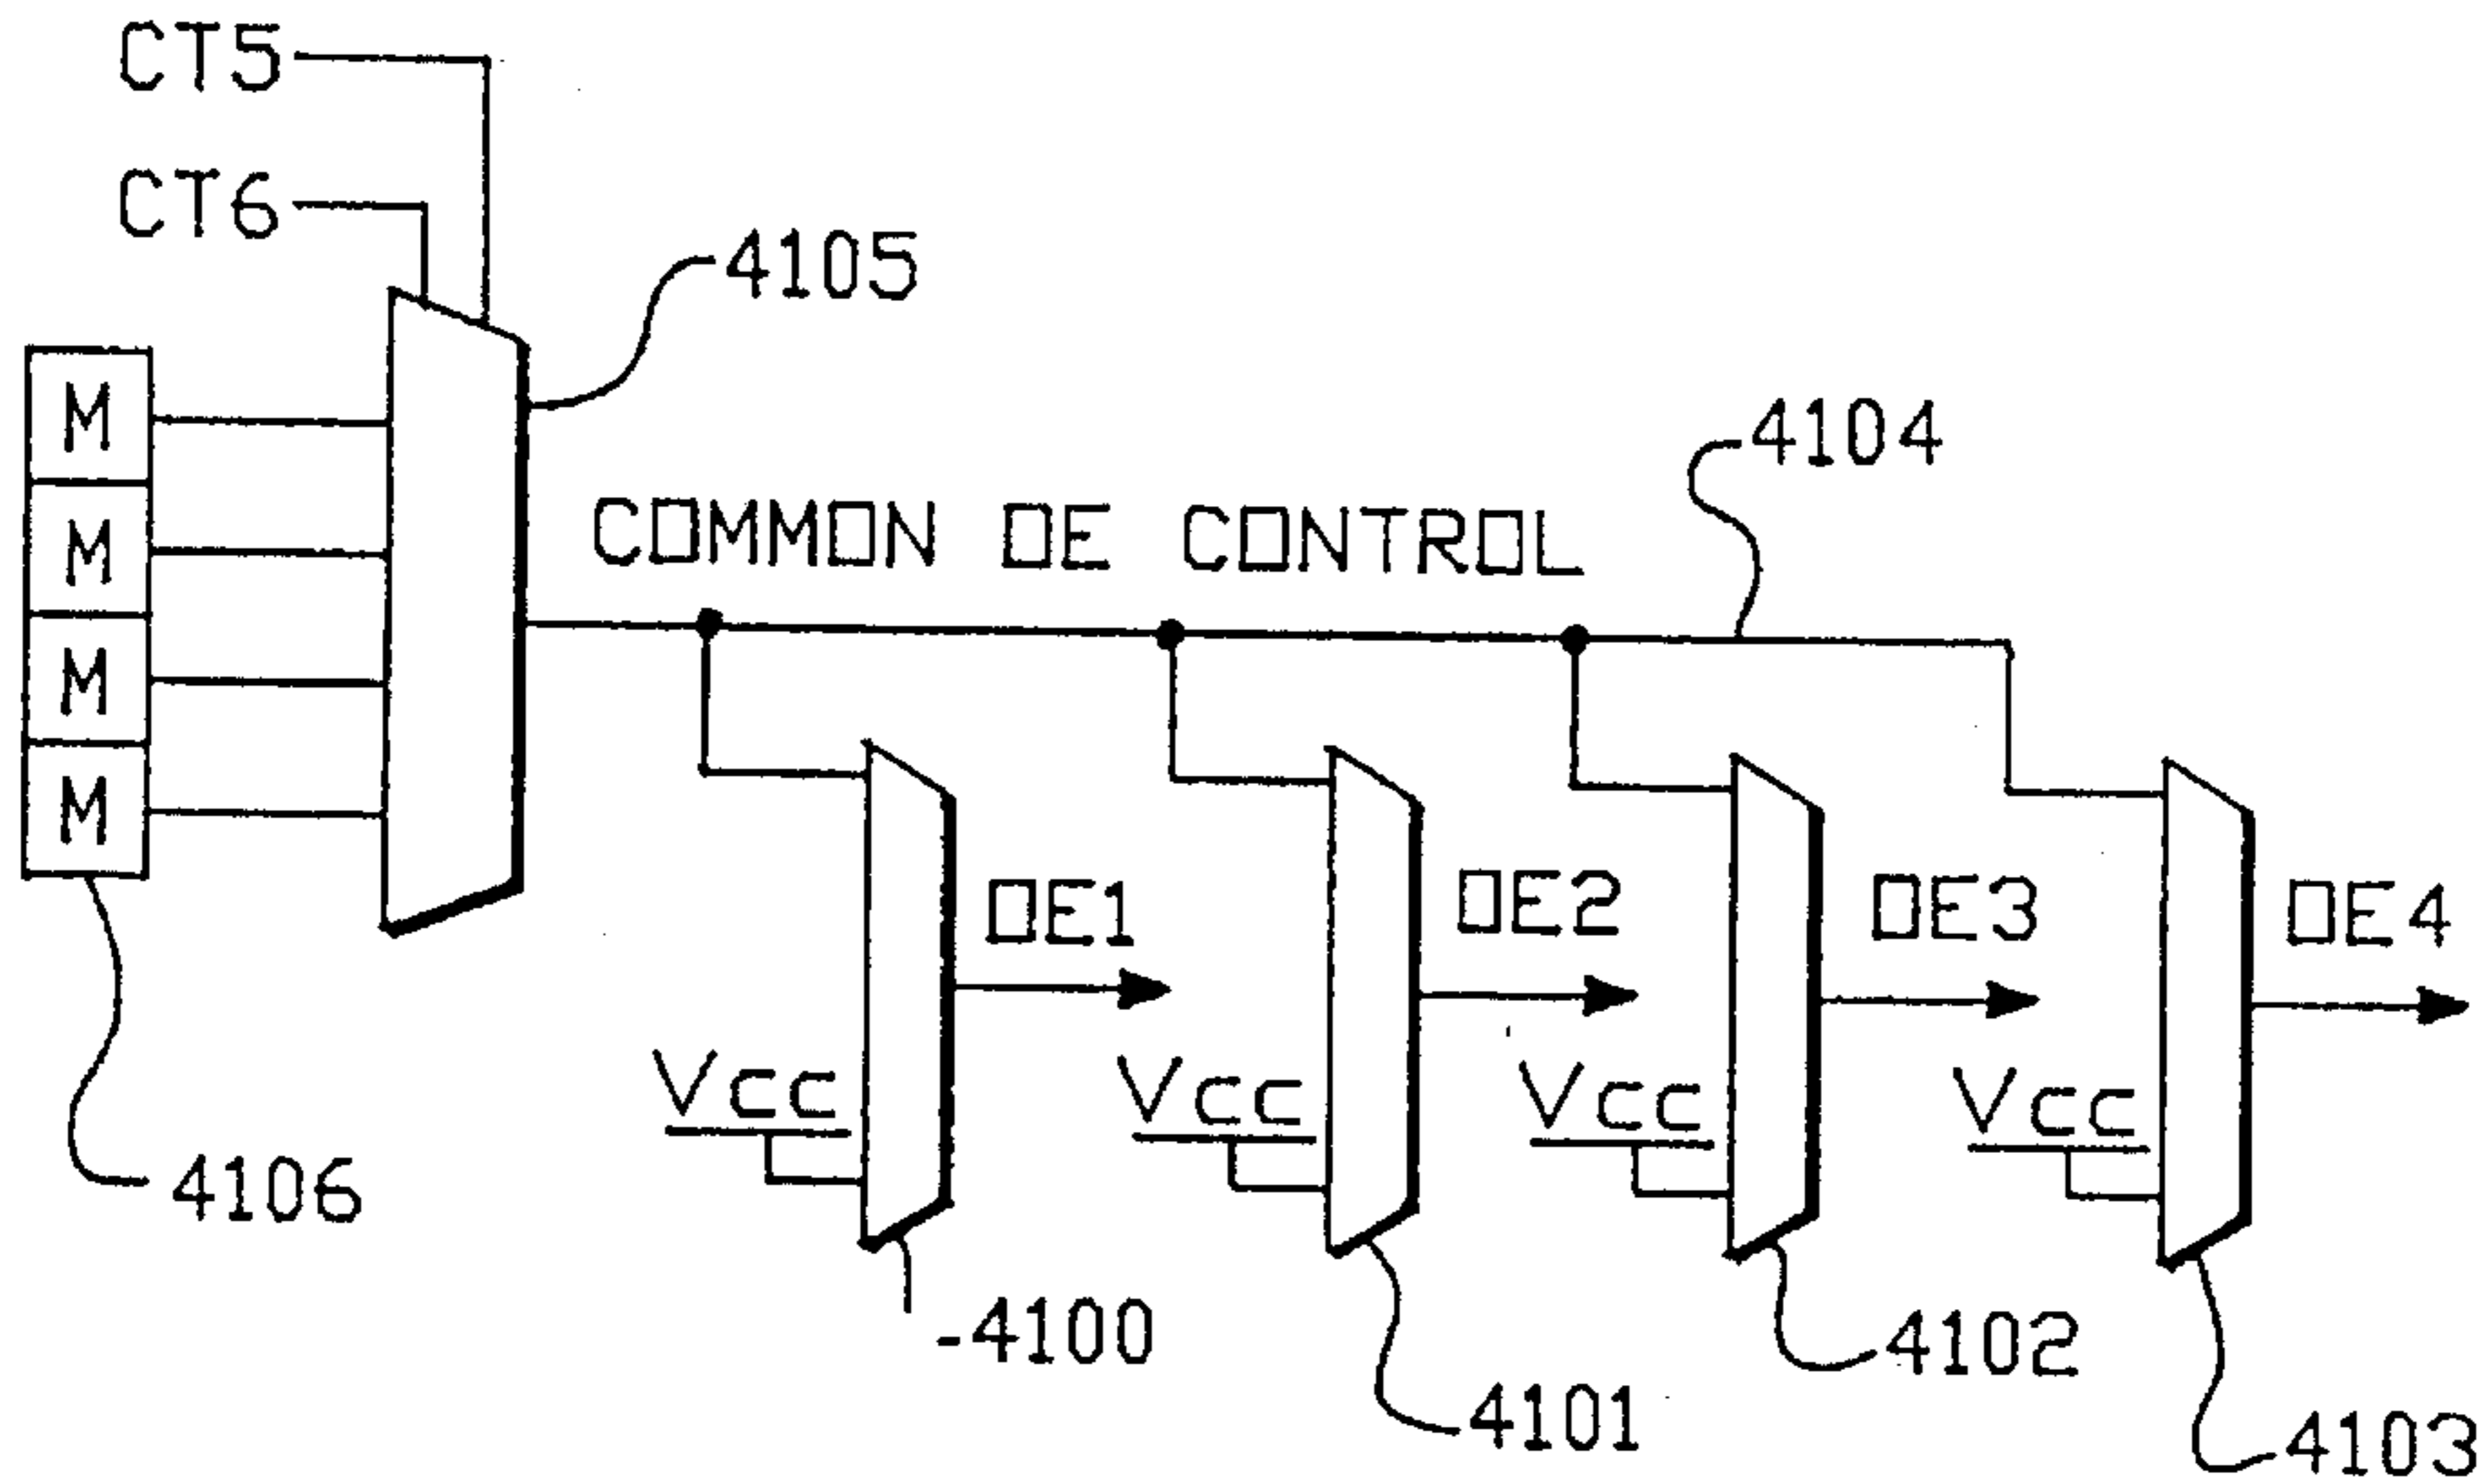 CT5
CT6
4105
M
M
M
M
COMMON OE CONTROL
4104
OE1
OE2
OE3
OE4
Vcc
Vcc
Vcc
Vcc
4106
4100
4101
4102
4103